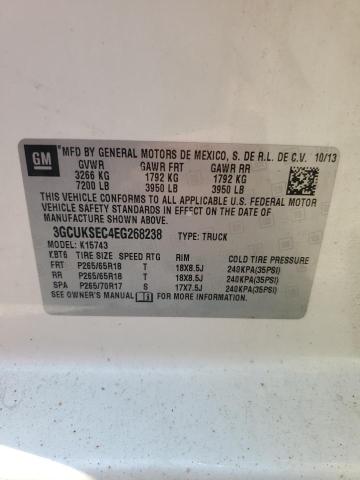 GM MFD BY GENERAL MOTORS DE MEXICO, S. DE R.L. DE C.V. 10/13
GVWR GAWR FRT GAWR RR
3266 KG 1792 KG 1792 KG
7200 LB 3950 LB 3950 LB
THIS VEHICLE CONFORMS TO ALL APPLICABLE U.S. FEDERAL MOTOR
VEHICLE SAFETY STANDARDS IN EFFECT ON THE DATE OF
MANUFACTURE SHOWN ABOVE.
3GCUKSEC4EG268238 TYPE: TRUCK
MODEL: K15743
KBT6 TIRE SIZE SPEED RTG RIM COLD TIRE PRESSURE
FRT P265/65R18 T 18X8.5J 240KPA(35PSI)
RR P265/65R18 T 18X8.5J 240KPA(35PSI)
SPA P265/70R17 S 17X7.5J 240KPA(35PSI)
SEE OWNER'S MANUAL FOR MORE INFORMATION.